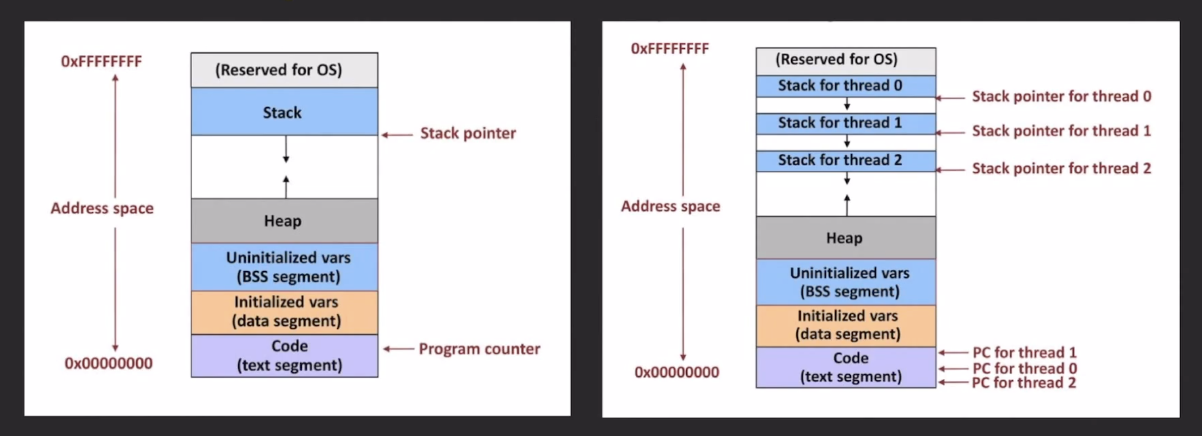 0xFFFFFFFF
(Reserved for OS)
Stack
Stack pointer
Address space
Heap
Uninitialized vars
(BSS segment)
Initialized vars
(data segment)
Code
(text segment)
Program counter
0x00000000
0xFFFFFFFF
(Reserved for OS)
Stack for thread 0
Stack pointer for thread 0
Stack for thread 1
Stack pointer for thread 1
Stack for thread 2
Stack pointer for thread 2
Address space
Heap
Uninitialized vars
(BSS segment)
Initialized vars
(data segment)
Code
(text segment)
PC for thread 1
PC for thread 0
PC for thread 2
0x00000000